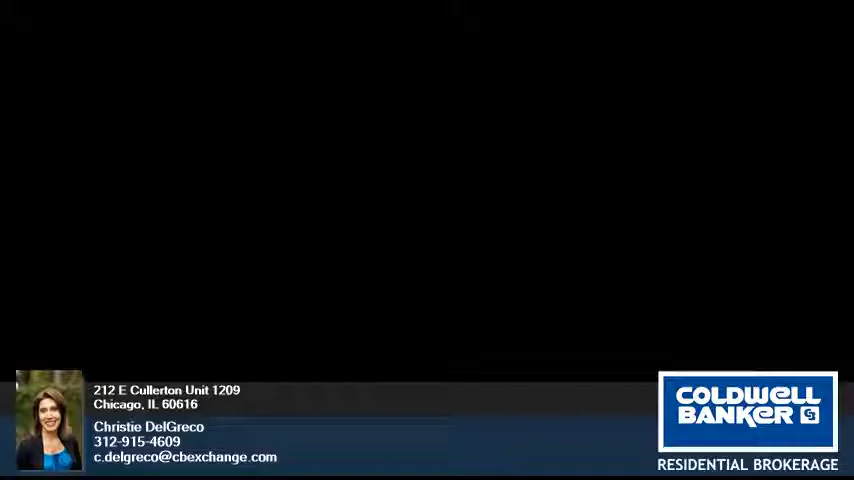 212 E Cullerton Unit 1209
Chicago, IL 60616
Christie DelGreco
312-915-4609
c.delgreco@cbexchange.com
COLDWELL
BANKER CB
RESIDENTIAL BROKERAGE